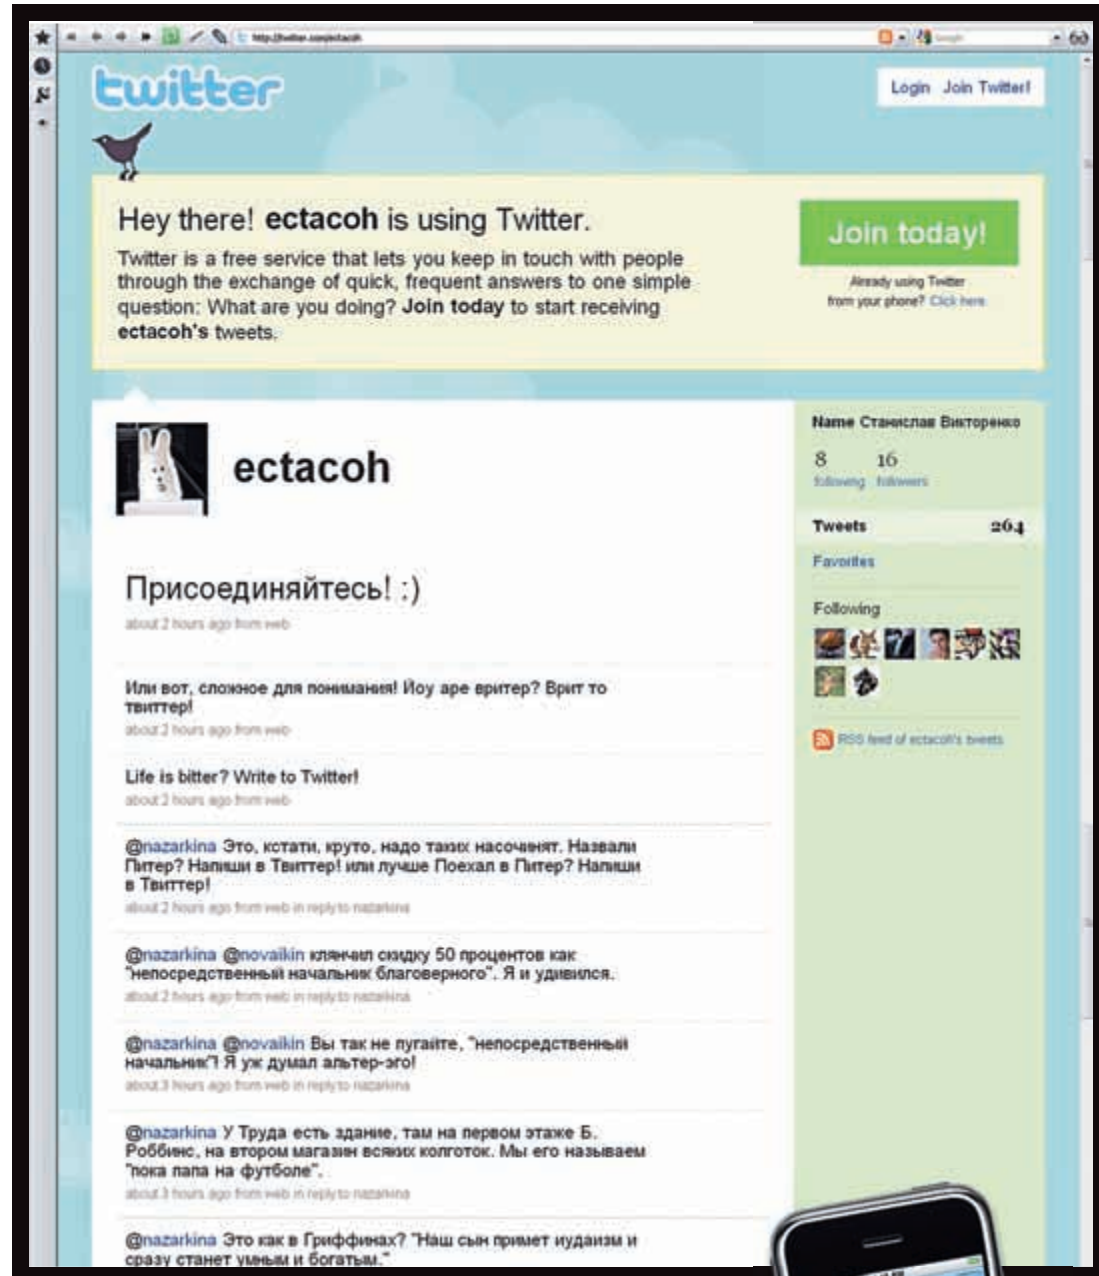 http://twitter.com/ectacoh
Google
twitter
Login Join Twitter!
Hey there! ectacoh is using Twitter.
Twitter is a free service that lets you keep in touch with people
through the exchange of quick, frequent answers to one simple
question: What are you doing? Join today to start receiving
ectacoh's tweets.
Join today!
Already using Twitter
from your phone? Click here.
ectacoh
Присоединяйтесь! :)
about 2 hours ago from web
Или вот, сложное для понимания! Йоу аре вритер? Врит то
твиттер!
about 2 hours ago from web
Life is bitter? Write to Twitter!
about 2 hours ago from web
@nazarkina Это, кстати, круто, надо таких насочинят. Назвали
Питер? Напиши в Твиттер! или лучше Поехал в Питер? Напиши
в Твиттер!
about 2 hours ago from web in reply to nazarkina
@nazarkina @novaikin клянчил скидку 50 процентов как
"непосредственный начальник благоверного". Я и удивился.
about 2 hours ago from web in reply to nazarkina
@nazarkina @novaikin Вы так не пугайте, "непосредственный
начальник"! Я уж думал альтер-эго!
about 3 hours ago from web in reply to nazarkina
@nazarkina У Труда есть здание, там на первом этаже Б.
Роббинс, на втором магазин всяких колготок. Мы его называем
"пока папа на футболе".
about 3 hours ago from web in reply to nazarkina
@nazarkina Это как в Гриффинах? "Наш сын примет иудаизм и
сразу станет умным и богатым."
Name Станислав Викторенко
8 16
following followers
Tweets 264
Favorites
Following
RSS feed of ectacoh's tweets